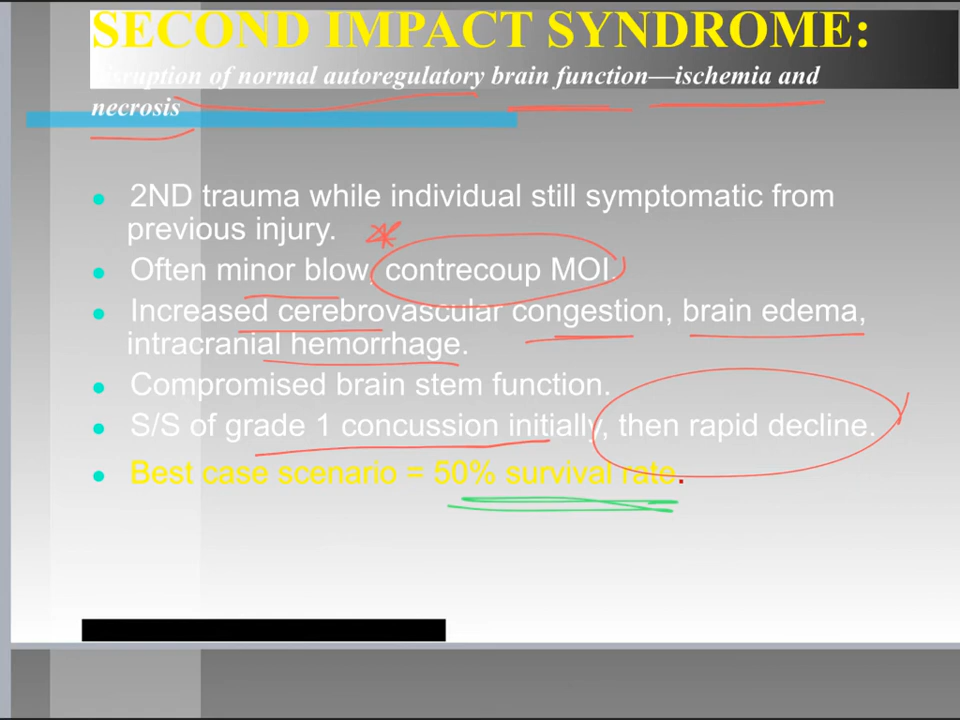 SECOND IMPACT SYNDROME:
Disruption of normal autoregulatory brain function—ischemia and
necrosis
● 2ND trauma while individual still symptomatic from
previous injury.
● Often minor blow, contrecoup MOI.
● Increased cerebrovascular congestion, brain edema,
intracranial hemorrhage.
● Compromised brain stem function.
● S/S of grade 1 concussion initially, then rapid decline.
● Best case scenario = 50% survival rate.